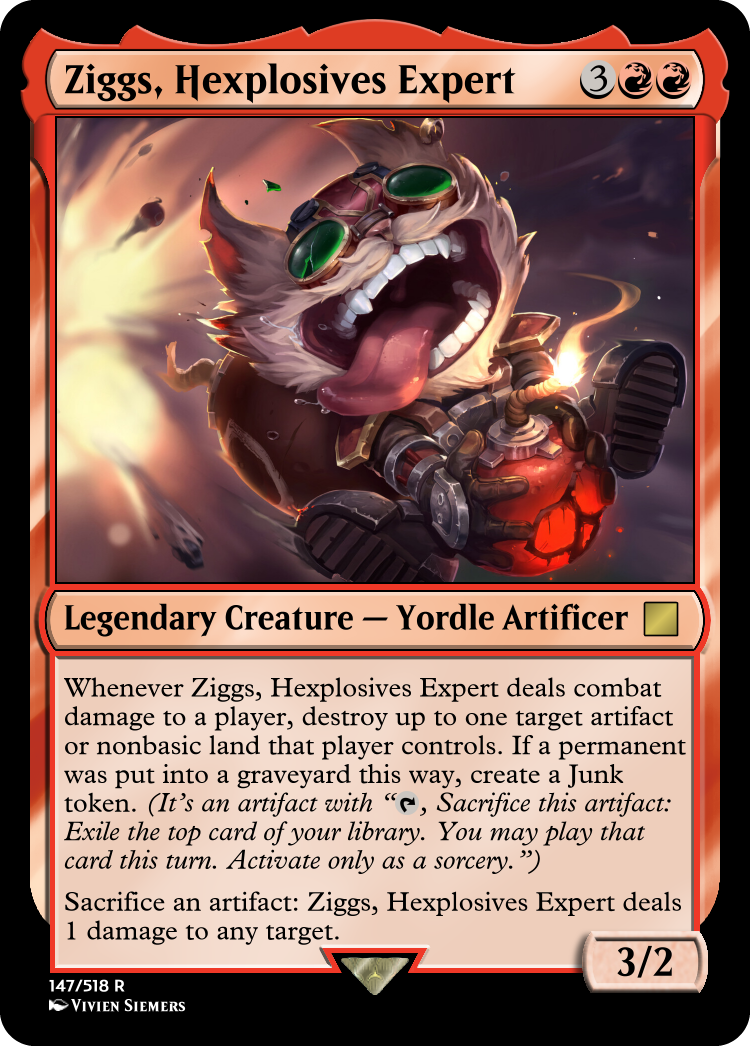 Ziggs, Hexplosives Expert 3
Legendary Creature — Yordle Artificer
Whenever Ziggs, Hexplosives Expert deals combat
damage to a player, destroy up to one target artifact
or nonbasic land that player controls. If a permanent
was put into a graveyard this way, create a Junk
token. (It's an artifact with “, Sacrifice this artifact:
Exile the top card of your library. You may play that
card this turn. Activate only as a sorcery.”)
Sacrifice an artifact: Ziggs, Hexplosives Expert deals
1 damage to any target.
3/2
147/518 R
Vivien Siemers